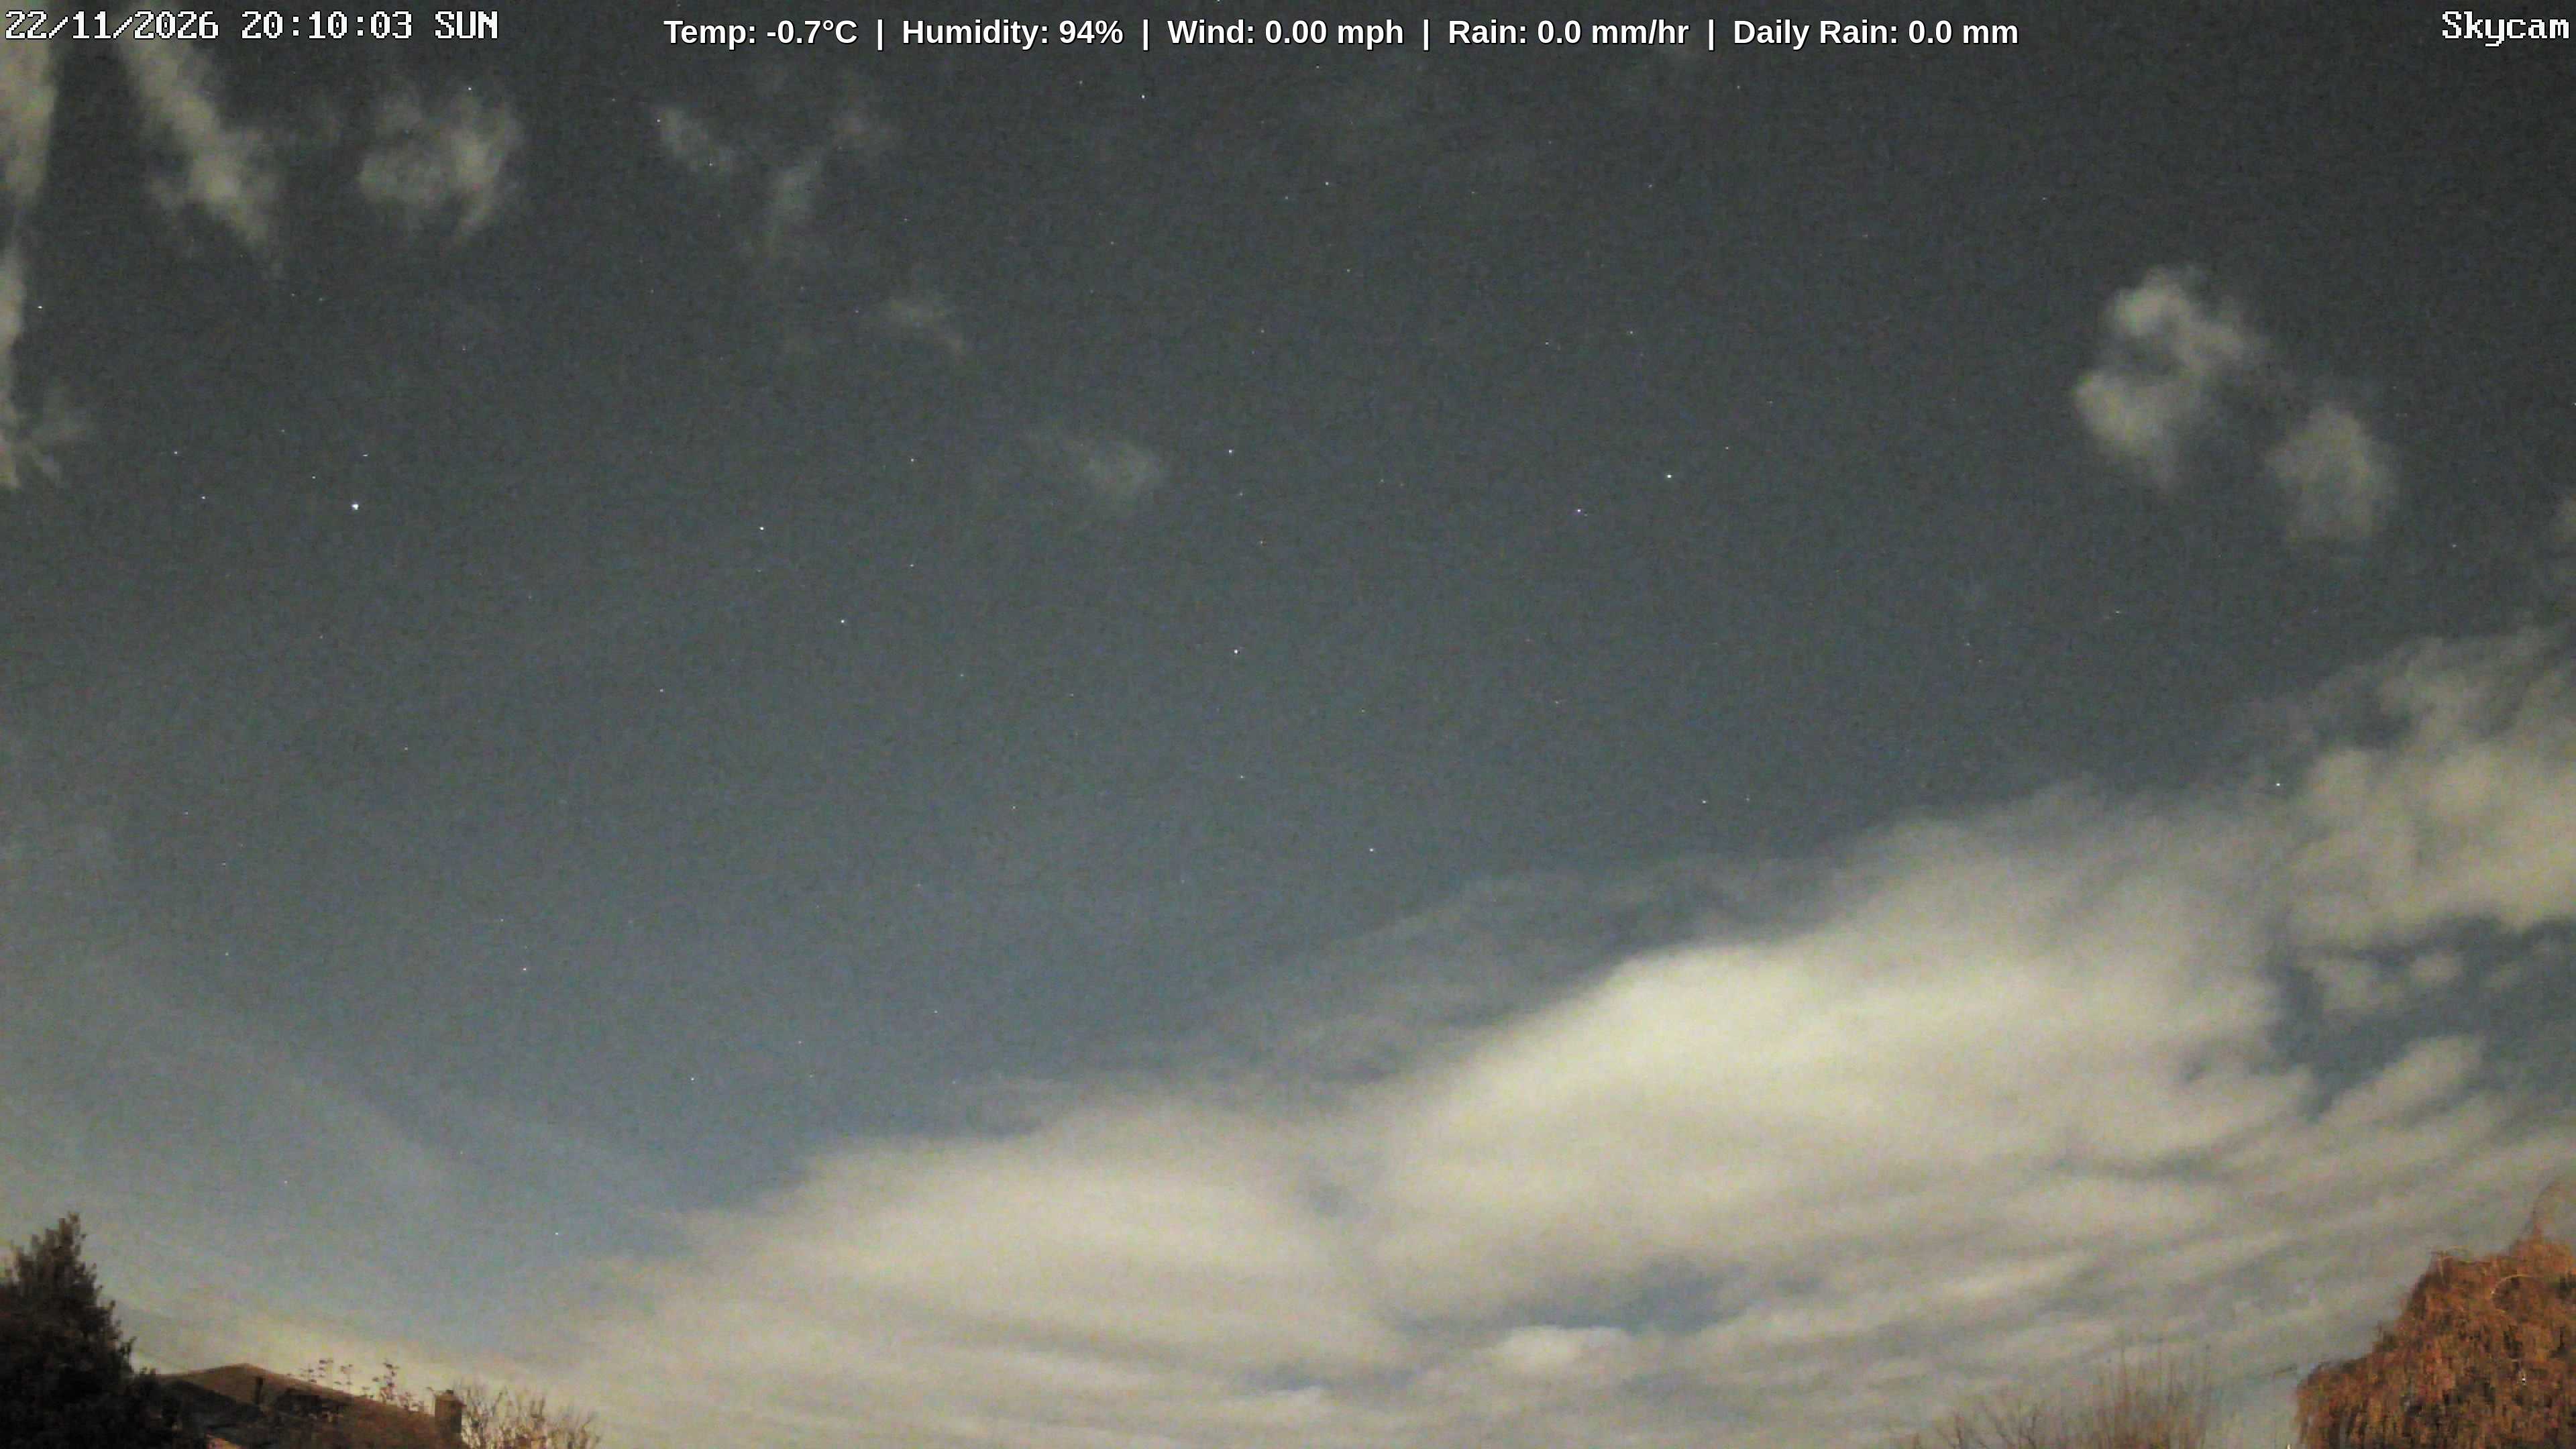 22/11/2026 20:10:03 SUN
Temp: -0.7°C | Humidity: 94% | Wind: 0.00 mph | Rain: 0.0 mm/hr | Daily Rain: 0.0 mm
Skycam